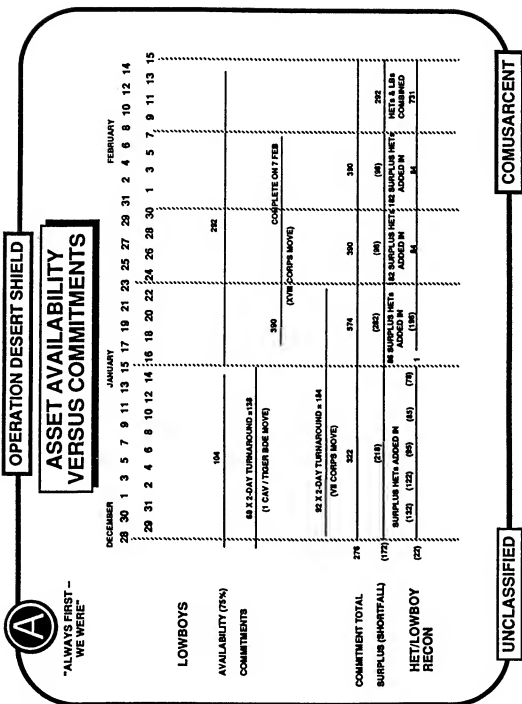 OPERATION DESERT SHIELD
A
"ALWAYS FIRST –
WE WERE"
ASSET AVAILABILITY
VERSUS COMMITMENTS
DECEMBER JANUARY FEBRUARY
28 30 1 3 5 7 9 11 13 15 17 19 21 23 25 27 29 31 2 4 6 8 10 12 14
29 31 2 4 6 8 10 12 14 16 18 20 22 24 26 28 30 1 3 5 7 9 11 13 15
LOWBOYS
AVAILABILITY (75%) 104 292
COMMITMENTS
69 X 2-DAY TURNAROUND =138
(1 CAV / TIGER BDE MOVE)
390 COMPLETE ON 7 FEB
(XVIII CORPS MOVE)
92 X 2-DAY TURNAROUND = 184
(VII CORPS MOVE)
COMMITMENT TOTAL 276 322 574 390 390
SURPLUS (SHORTFALL) (172) (218) (282) (98) (98) 292
HET/LOWBOY
RECON
SURPLUS HETs ADDED IN
86 SURPLUS HETs
ADDED IN
182 SURPLUS HETs
ADDED IN
182 SURPLUS HETs
ADDED IN
HETs & LBs
COMBINED
(22) (132) (122) (95) (85) (78) 1 (196) 84 84 731
UNCLASSIFIED
COMUSARCENT